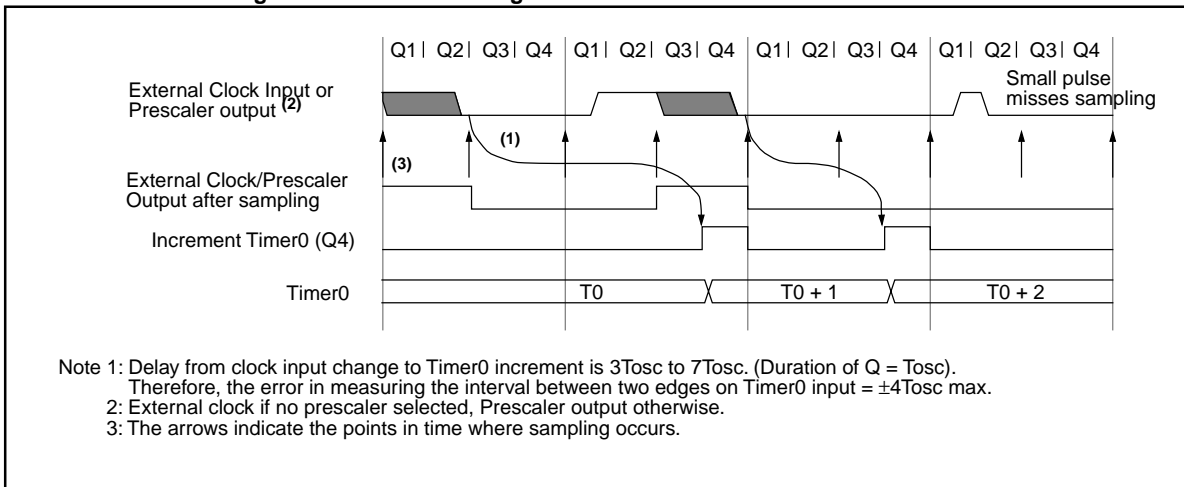 Q1| Q2| Q3| Q4 Q1| Q2| Q3| Q4 Q1| Q2| Q3| Q4 Q1| Q2| Q3| Q4
External Clock Input or
Prescaler output (2)
Small pulse
misses sampling
(1)
(3)
External Clock/Prescaler
Output after sampling
Increment Timer0 (Q4)
Timer0
T0 T0 + 1 T0 + 2
Note 1: Delay from clock input change to Timer0 increment is 3Tosc to 7Tosc. (Duration of Q = Tosc).
Therefore, the error in measuring the interval between two edges on Timer0 input = ±4Tosc max.
2: External clock if no prescaler selected, Prescaler output otherwise.
3: The arrows indicate the points in time where sampling occurs.